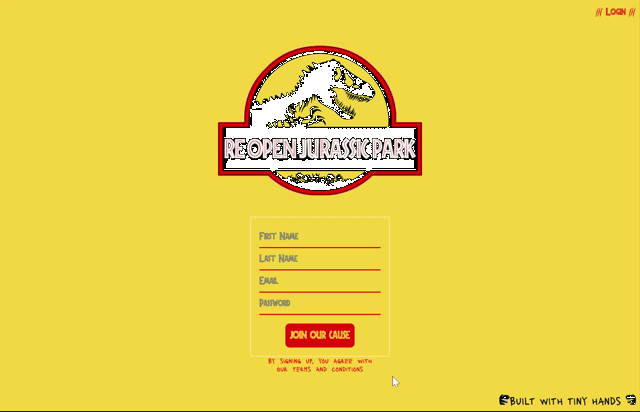 /// Login ///
RE OPEN JURASSIC PARK
First Name
Last Name
Email
Password
JOIN OUR CAUSE
BY SIGNING UP, YOU AGREE WITH
OUR TERMS AND CONDITIONS
BUILT WITH TINY HANDS